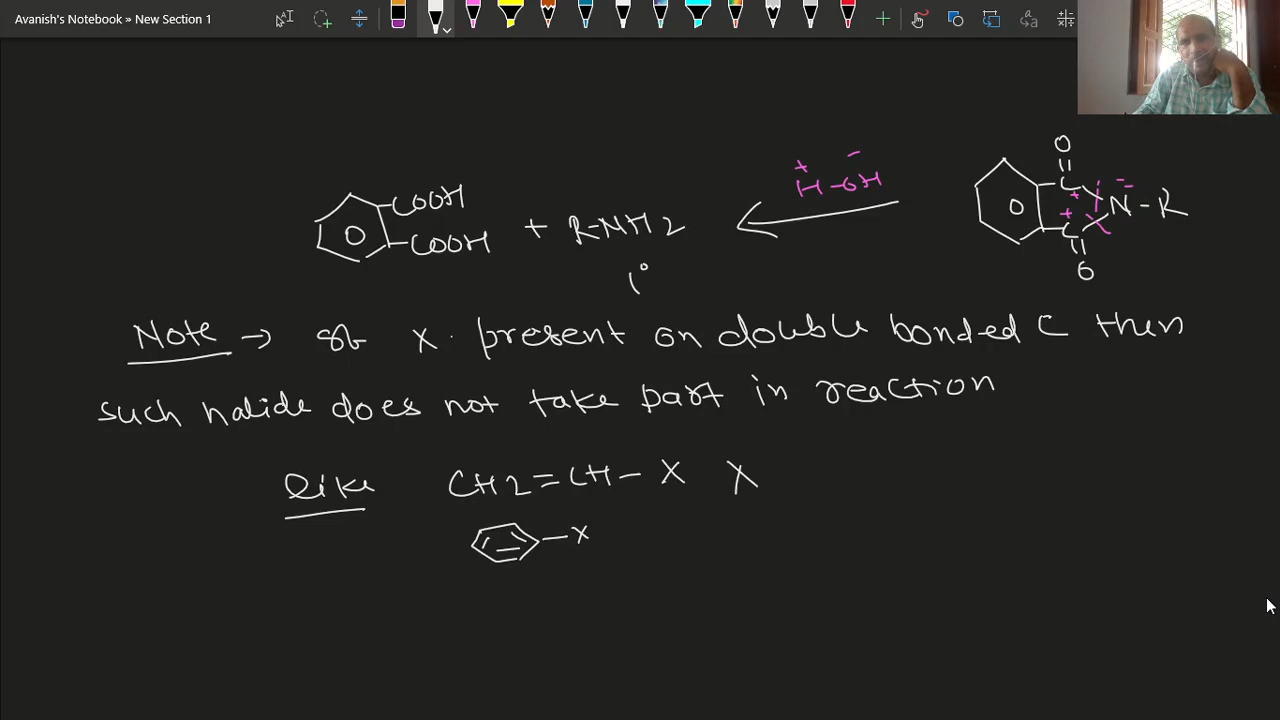 Avanish's Notebook » New Section 1
H - OH
+ −
COOH
COOH
+ R-NH2
1°
O
C
N - R
C
O
Note → If X present on double bonded C then
such halide does not take part in reaction
like CH2=CH-X X
-X